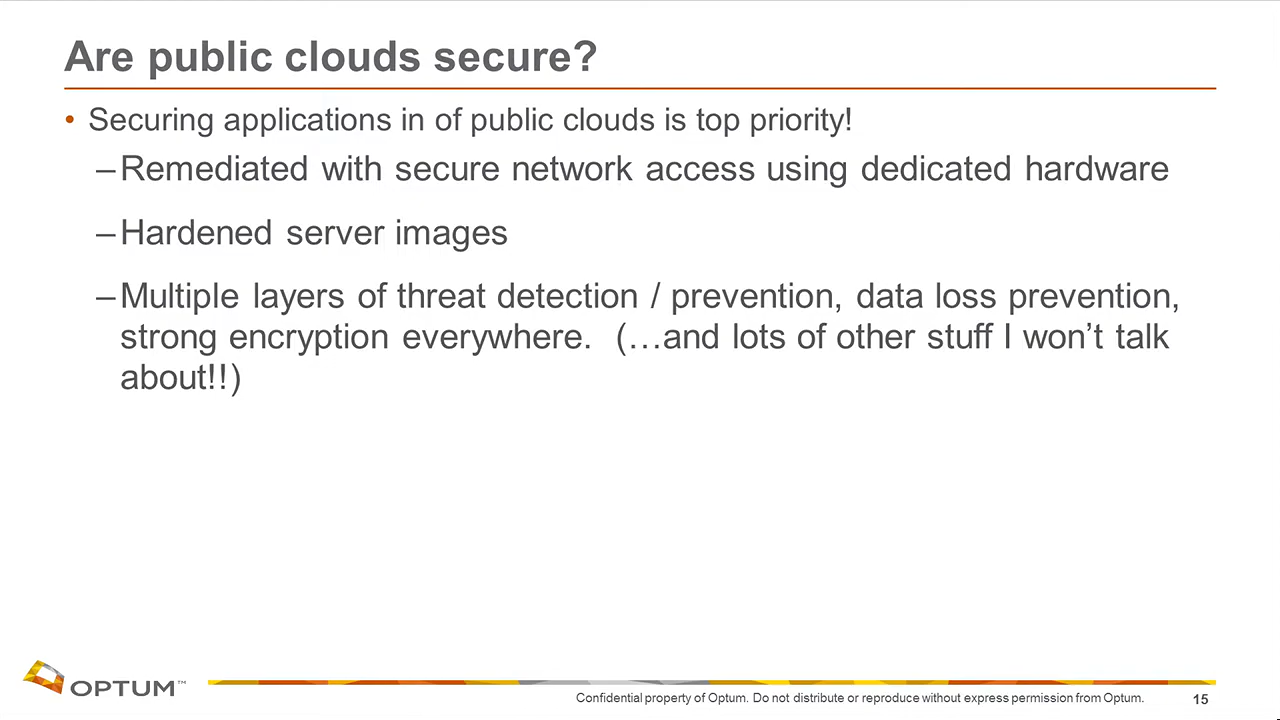 Are public clouds secure?
• Securing applications in of public clouds is top priority!
–Remediated with secure network access using dedicated hardware
–Hardened server images
–Multiple layers of threat detection / prevention, data loss prevention,
strong encryption everywhere.  (…and lots of other stuff I won’t talk
about!!)
OPTUM™
Confidential property of Optum. Do not distribute or reproduce without express permission from Optum.
15